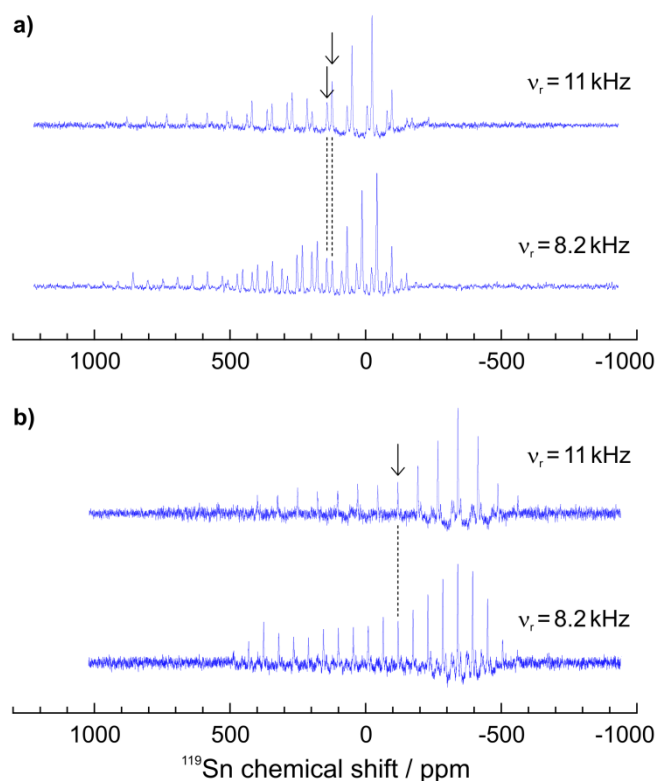 a)
νr = 11 kHz
νr = 8.2 kHz
1000 500 0 -500 -1000
b)
νr = 11 kHz
νr = 8.2 kHz
1000 500 0 -500 -1000
119Sn chemical shift / ppm